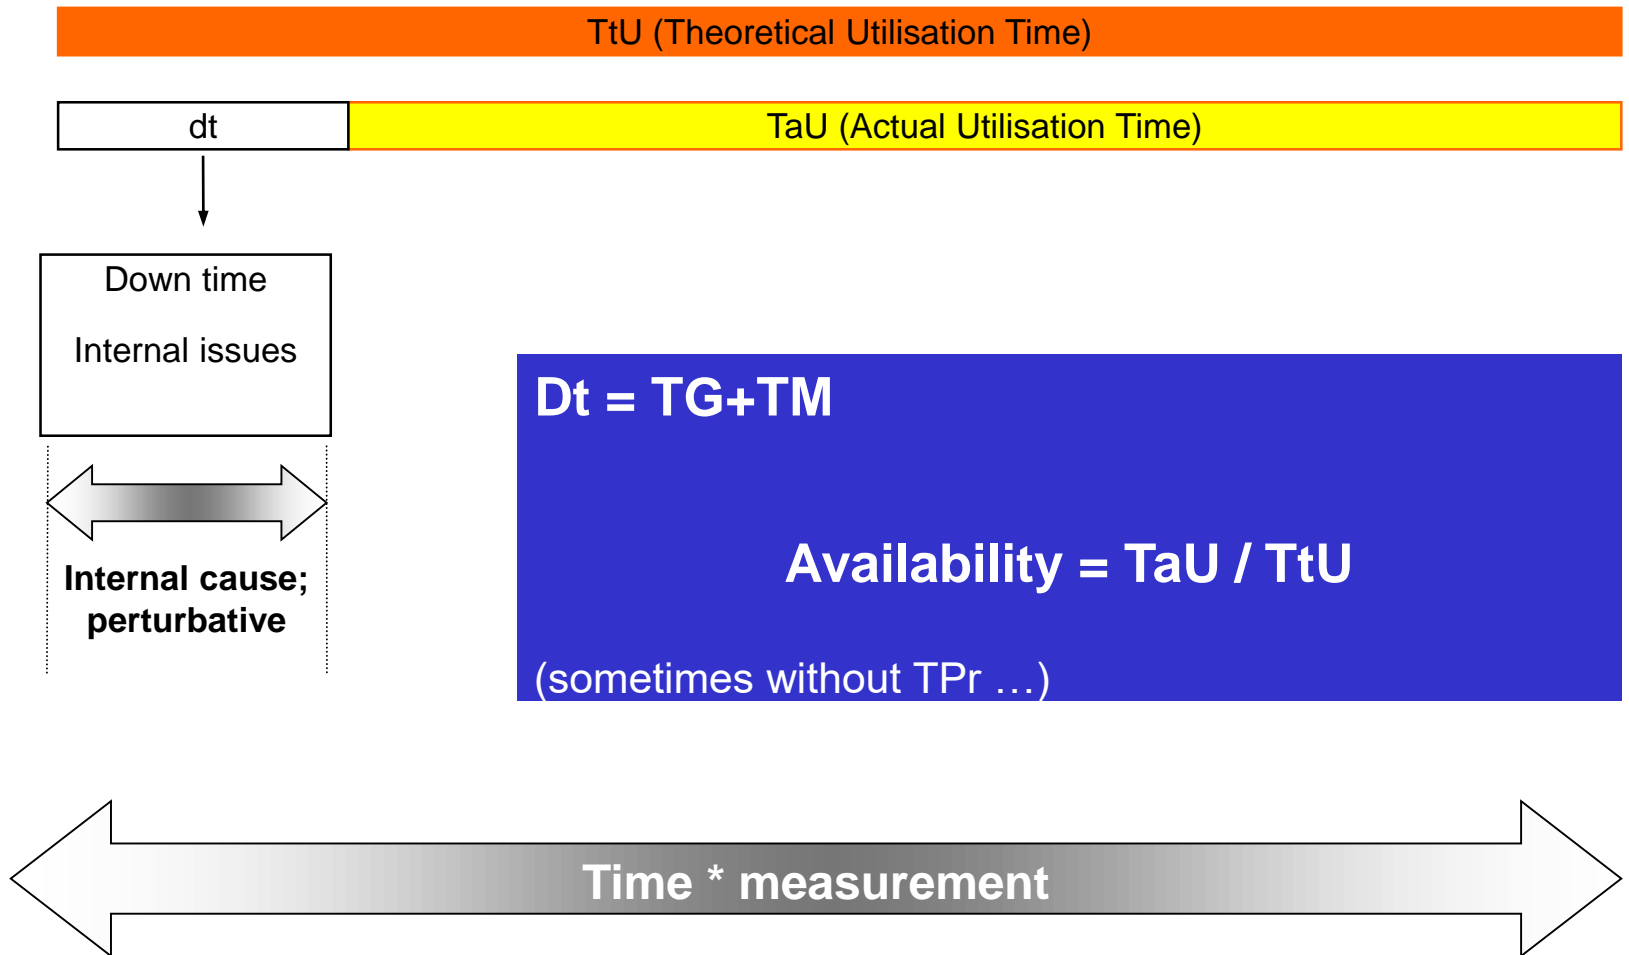 TtU (Theoretical Utilisation Time)
dt
TaU (Actual Utilisation Time)
Down time
Internal issues
Internal cause;
perturbative
Dt = TG+TM
Availability = TaU / TtU
(sometimes without TPr …)
Time * measurement